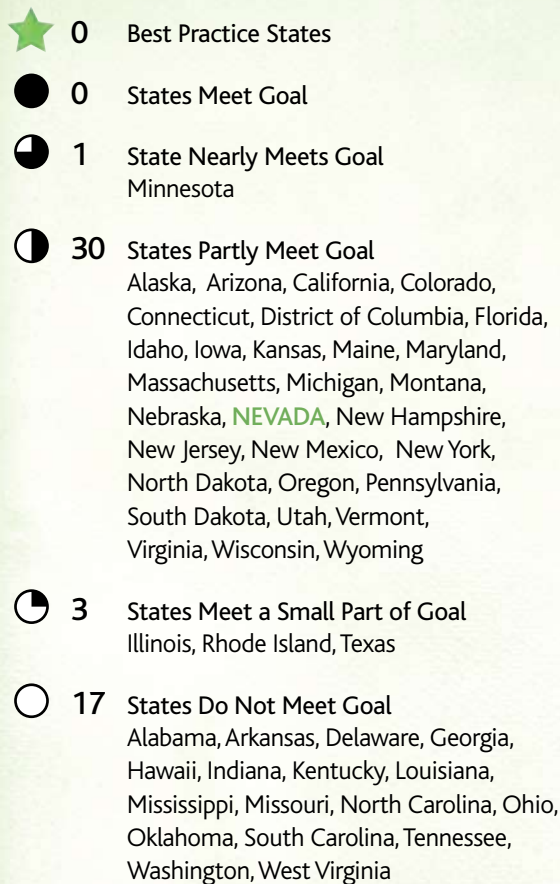 0 Best Practice States
0 States Meet Goal
1 State Nearly Meets Goal
Minnesota
30 States Partly Meet Goal
Alaska, Arizona, California, Colorado,
Connecticut, District of Columbia, Florida,
Idaho, Iowa, Kansas, Maine, Maryland,
Massachusetts, Michigan, Montana,
Nebraska, NEVADA, New Hampshire,
New Jersey, New Mexico, New York,
North Dakota, Oregon, Pennsylvania,
South Dakota, Utah, Vermont,
Virginia, Wisconsin, Wyoming
3 States Meet a Small Part of Goal
Illinois, Rhode Island, Texas
17 States Do Not Meet Goal
Alabama, Arkansas, Delaware, Georgia,
Hawaii, Indiana, Kentucky, Louisiana,
Mississippi, Missouri, North Carolina, Ohio,
Oklahoma, South Carolina, Tennessee,
Washington, West Virginia